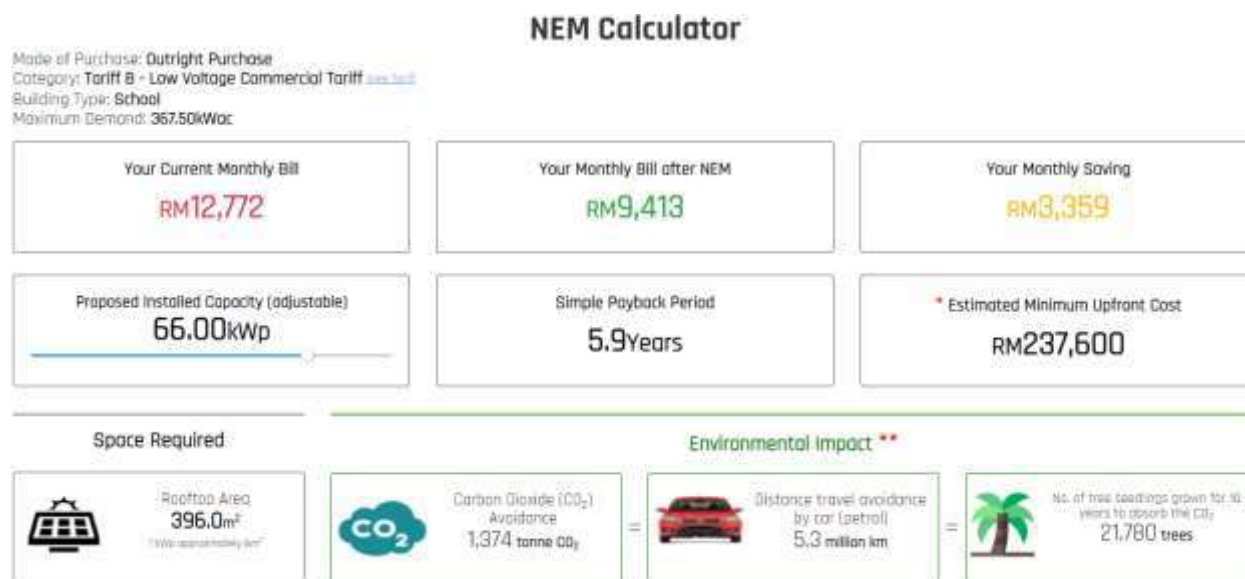 NEM Calculator
Mode of Purchase: Outright Purchase
Category: Tariff B - Low Voltage Commercial Tariff
Building Type: School
Maximum Demand: 367.50kWac
Your Current Monthly Bill
RM12,772
Your Monthly Bill after NEM
RM9,413
Your Monthly Saving
RM3,359
Proposed Installed Capacity (adjustable)
66.00kWp
Simple Payback Period
5.9Years
* Estimated Minimum Upfront Cost
RM237,600
Space Required
Environmental Impact **
Rooftop Area
396.0m²
1 kWp approximately 6m²
CO₂
Carbon Dioxide (CO₂)
Avoidance
1,374 tonne CO₂
=
Distance travel avoidance
by car (petrol)
5.3 million km
=
No. of tree seedlings grown for 10
years to absorb the CO₂
21,780 trees